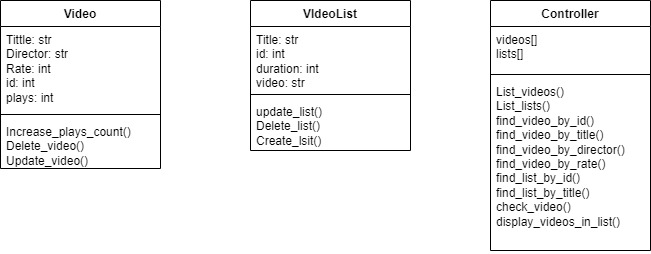 Video
Tittle: str
Director: str
Rate: int
id: int
plays: int
Increase_plays_count()
Delete_video()
Update_video()
VIdeoList
Title: str
id: int
duration: int
video: str
update_list()
Delete_list()
Create_lsit()
Controller
videos[]
lists[]
List_videos()
List_lists()
find_video_by_id()
find_video_by_title()
find_video_by_director()
find_video_by_rate()
find_list_by_id()
find_list_by_title()
check_video()
display_videos_in_list()